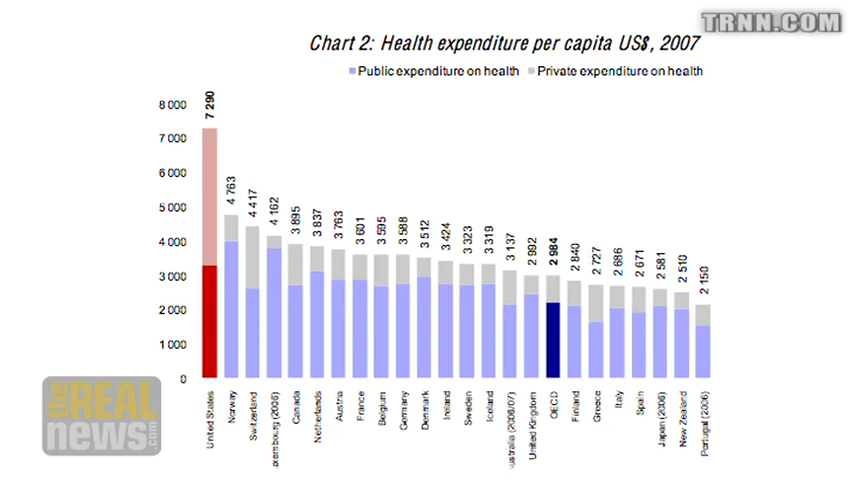 TRNN.COM
Chart 2: Health expenditure per capita US$, 2007
Public expenditure on health Private expenditure on health
8 000
7 000
6 000
5 000
4 000
3 000
2 000
1 000
0
7 290
4 763
4 417
4 162
3 895
3 837
3 763
3 601
3 595
3 588
3 512
3 424
3 323
3 319
3 137
2 992
2 984
2 840
2 727
2 686
2 671
2 581
2 510
2 150
United States
Norway
Switzerland
uxembourg (2006)
Canada
Netherlands
Austria
France
Belgium
Germany
Denmark
Ireland
Sweden
Iceland
ustralia (2006/07)
United Kingdom
OECD
Finland
Greece
Italy
Spain
Japan (2006)
New Zealand
Portugal (2006)
the REAL
news.com